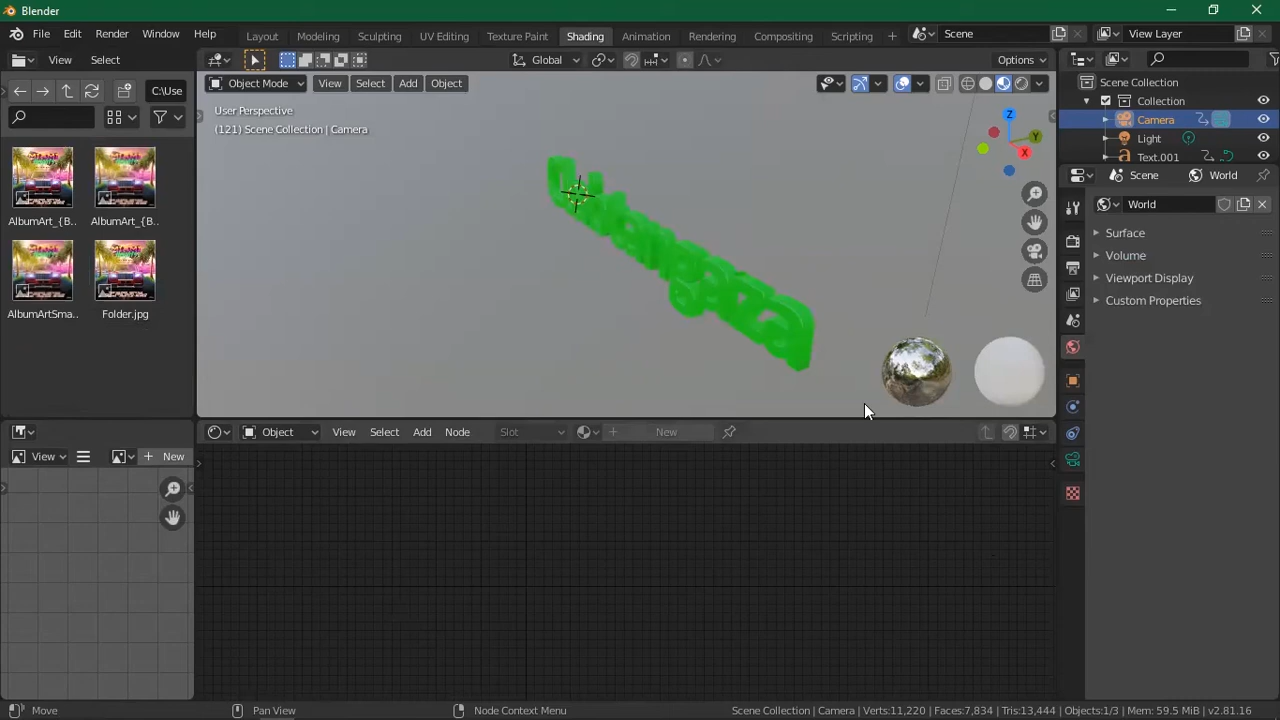 Blender
File Edit Render Window Help Layout Modeling Sculpting UV Editing Texture Paint Shading Animation Rendering Compositing Scripting + Scene View Layer
View Select Global Options
C:\Use Object Mode View Select Add Object Scene Collection
User Perspective Collection
(121) Scene Collection | Camera Camera
Z Y X
Light
Text.001
Scene World
AlbumArt_{B.. AlbumArt_{B.. World
Surface
Volume
Viewport Display
Custom Properties
AlbumArtSma.. Folder.jpg
Object View Select Add Node Slot New
View New
Move Pan View Node Context Menu Scene Collection | Camera | Verts:11,220 | Faces:7,834 | Tris:13,444 | Objects:1/3 | Mem: 59.5 MiB | v2.81.16